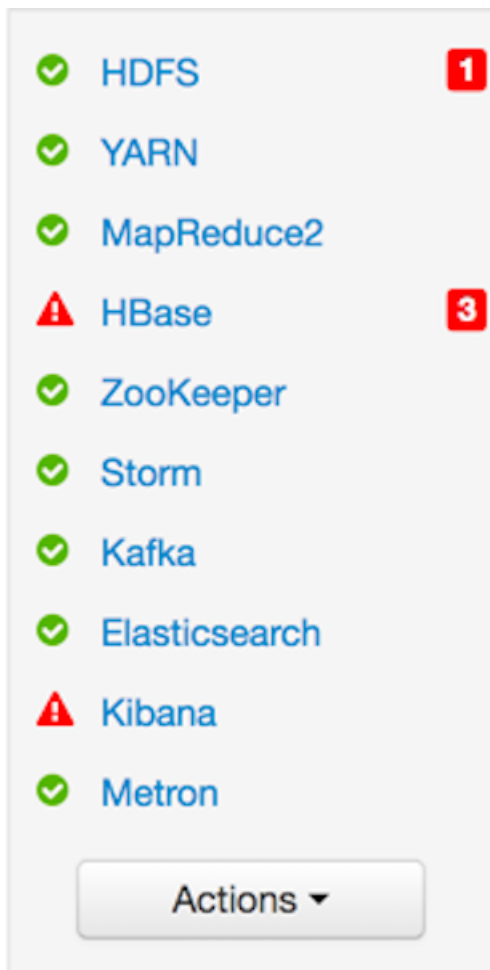 HDFS 1
YARN
MapReduce2
HBase 3
ZooKeeper
Storm
Kafka
Elasticsearch
Kibana
Metron
Actions